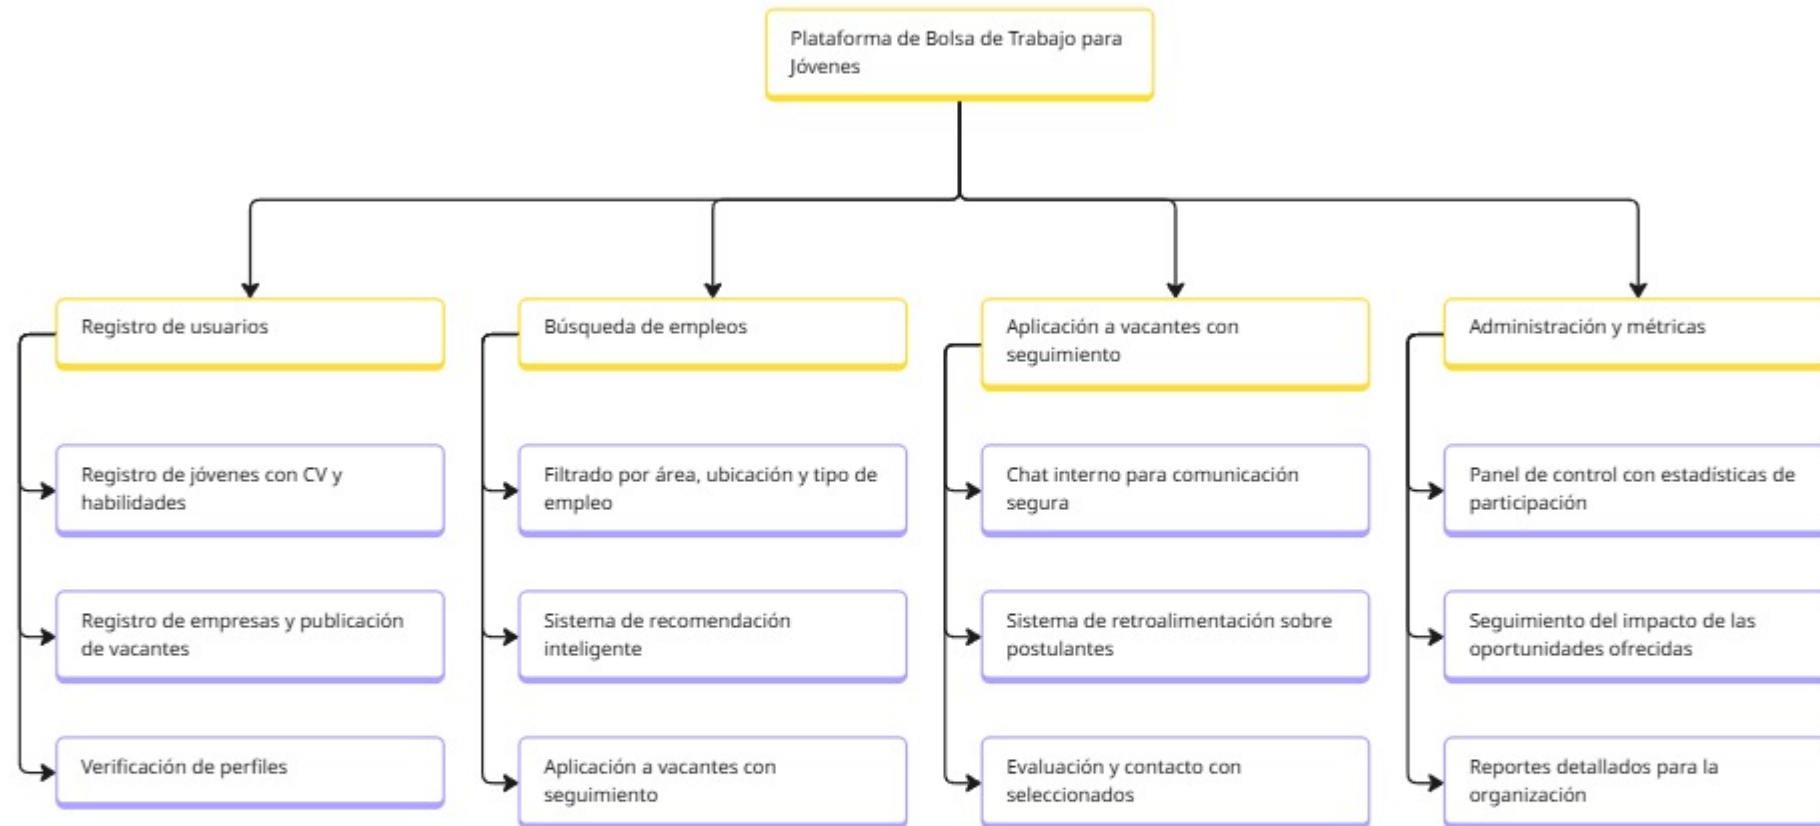 Plataforma de Bolsa de Trabajo para
Jóvenes
Registro de usuarios
Búsqueda de empleos
Aplicación a vacantes con
seguimiento
Administración y métricas
Registro de jóvenes con CV y
habilidades
Filtrado por área, ubicación y tipo de
empleo
Chat interno para comunicación
segura
Panel de control con estadísticas de
participación
Registro de empresas y publicación
de vacantes
Sistema de recomendación
inteligente
Sistema de retroalimentación sobre
postulantes
Seguimiento del impacto de las
oportunidades ofrecidas
Verificación de perfiles
Aplicación a vacantes con
seguimiento
Evaluación y contacto con
seleccionados
Reportes detallados para la
organización